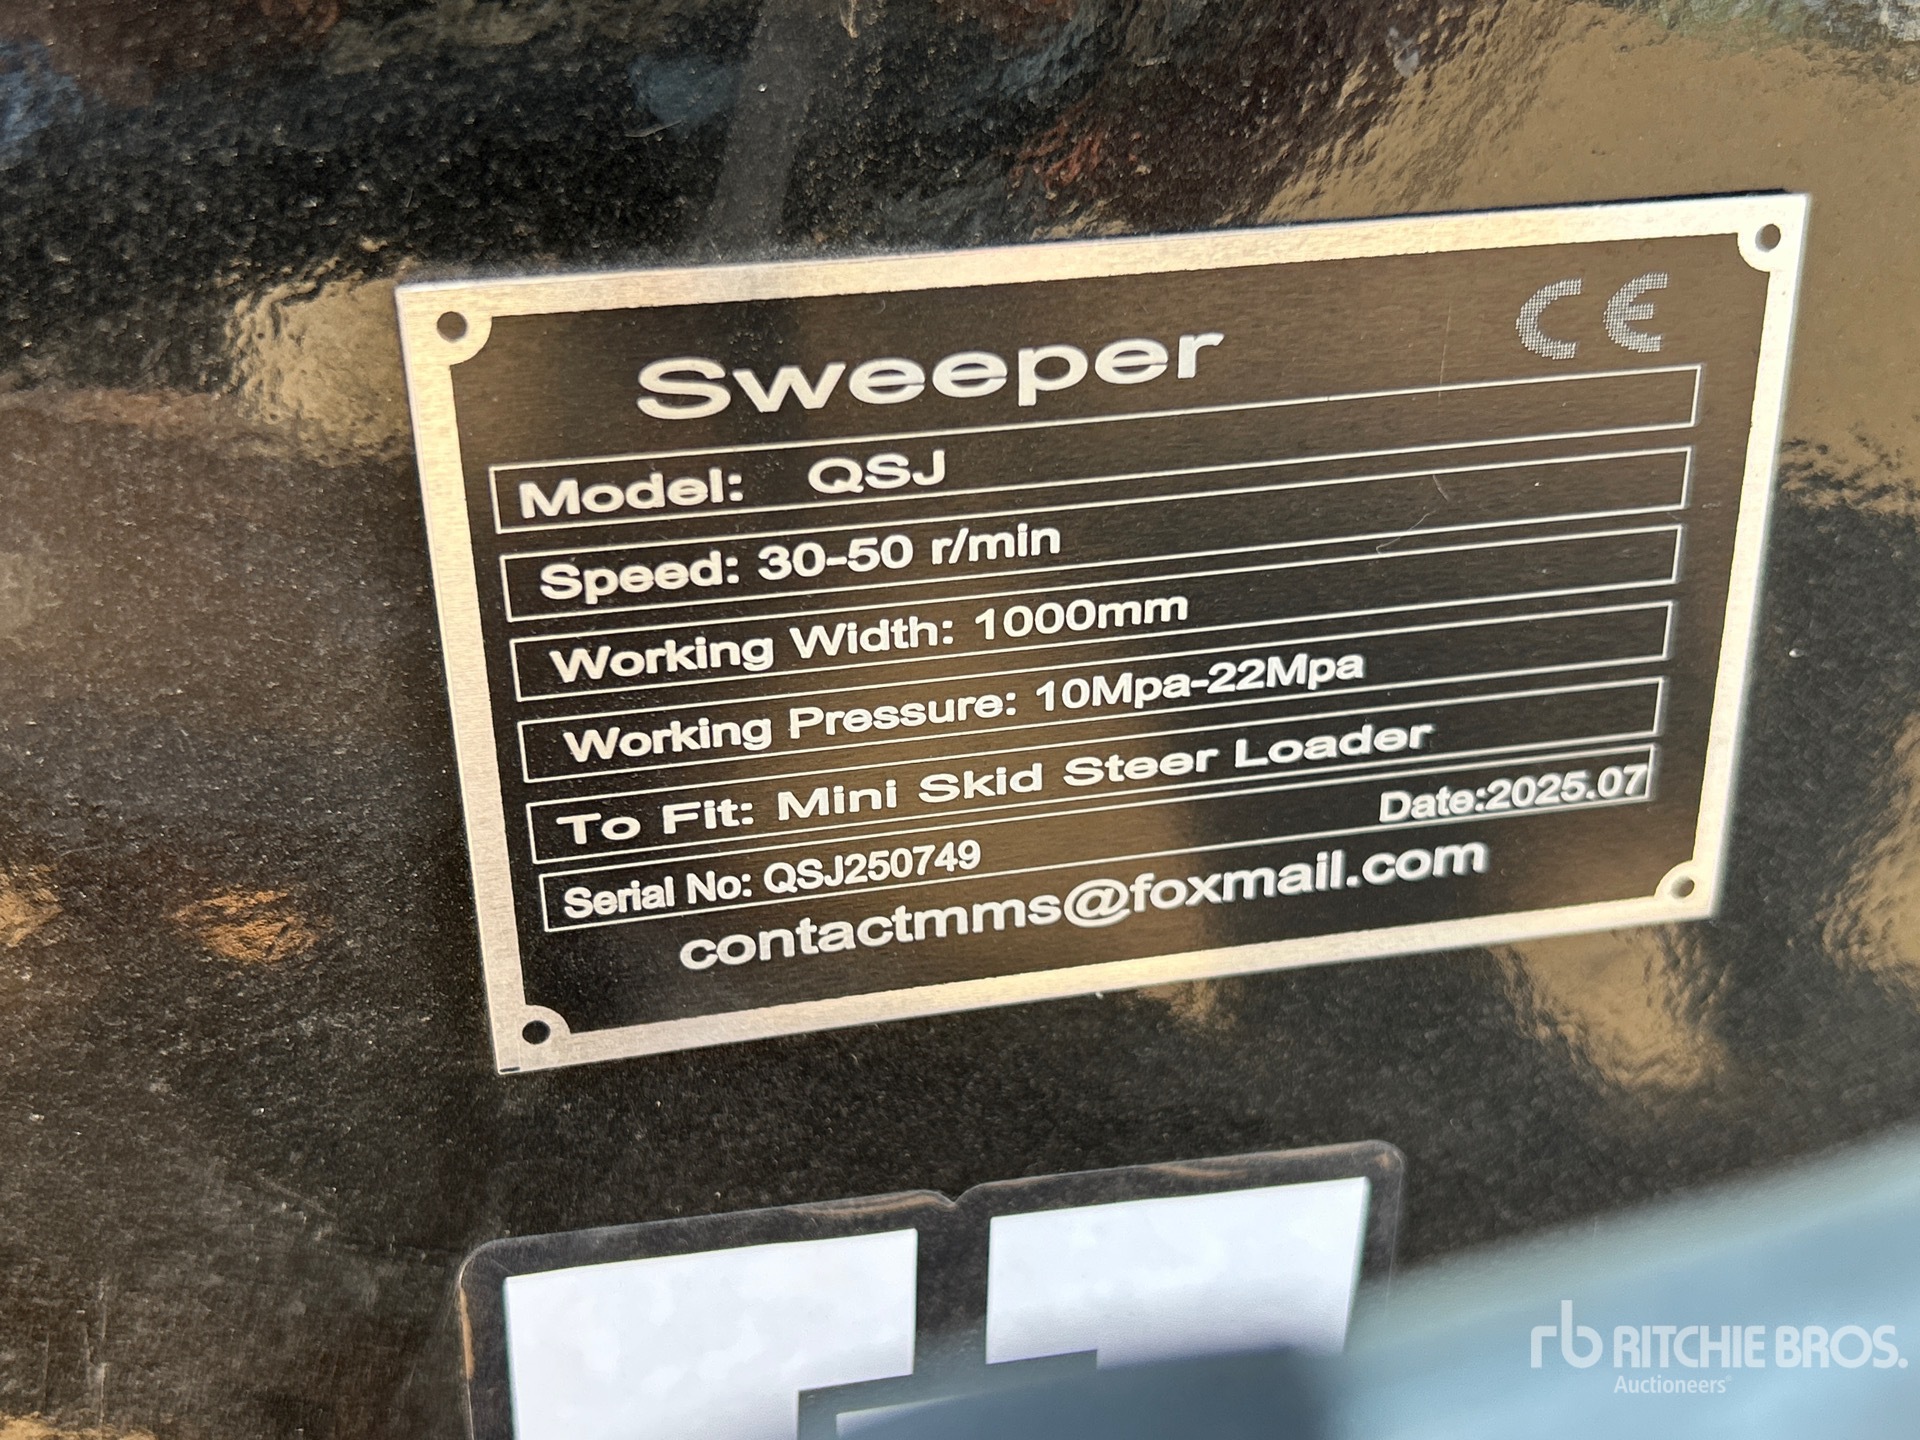 CE
Sweeper
Model: QSJ
Speed: 30-50 r/min
Working Width: 1000mm
Working Pressure: 10Mpa-22Mpa
To Fit: Mini Skid Steer Loader
Serial No: QSJ250749 Date:2025.07
contactmms@foxmail.com
rb RITCHIE BROS.
Auctioneers